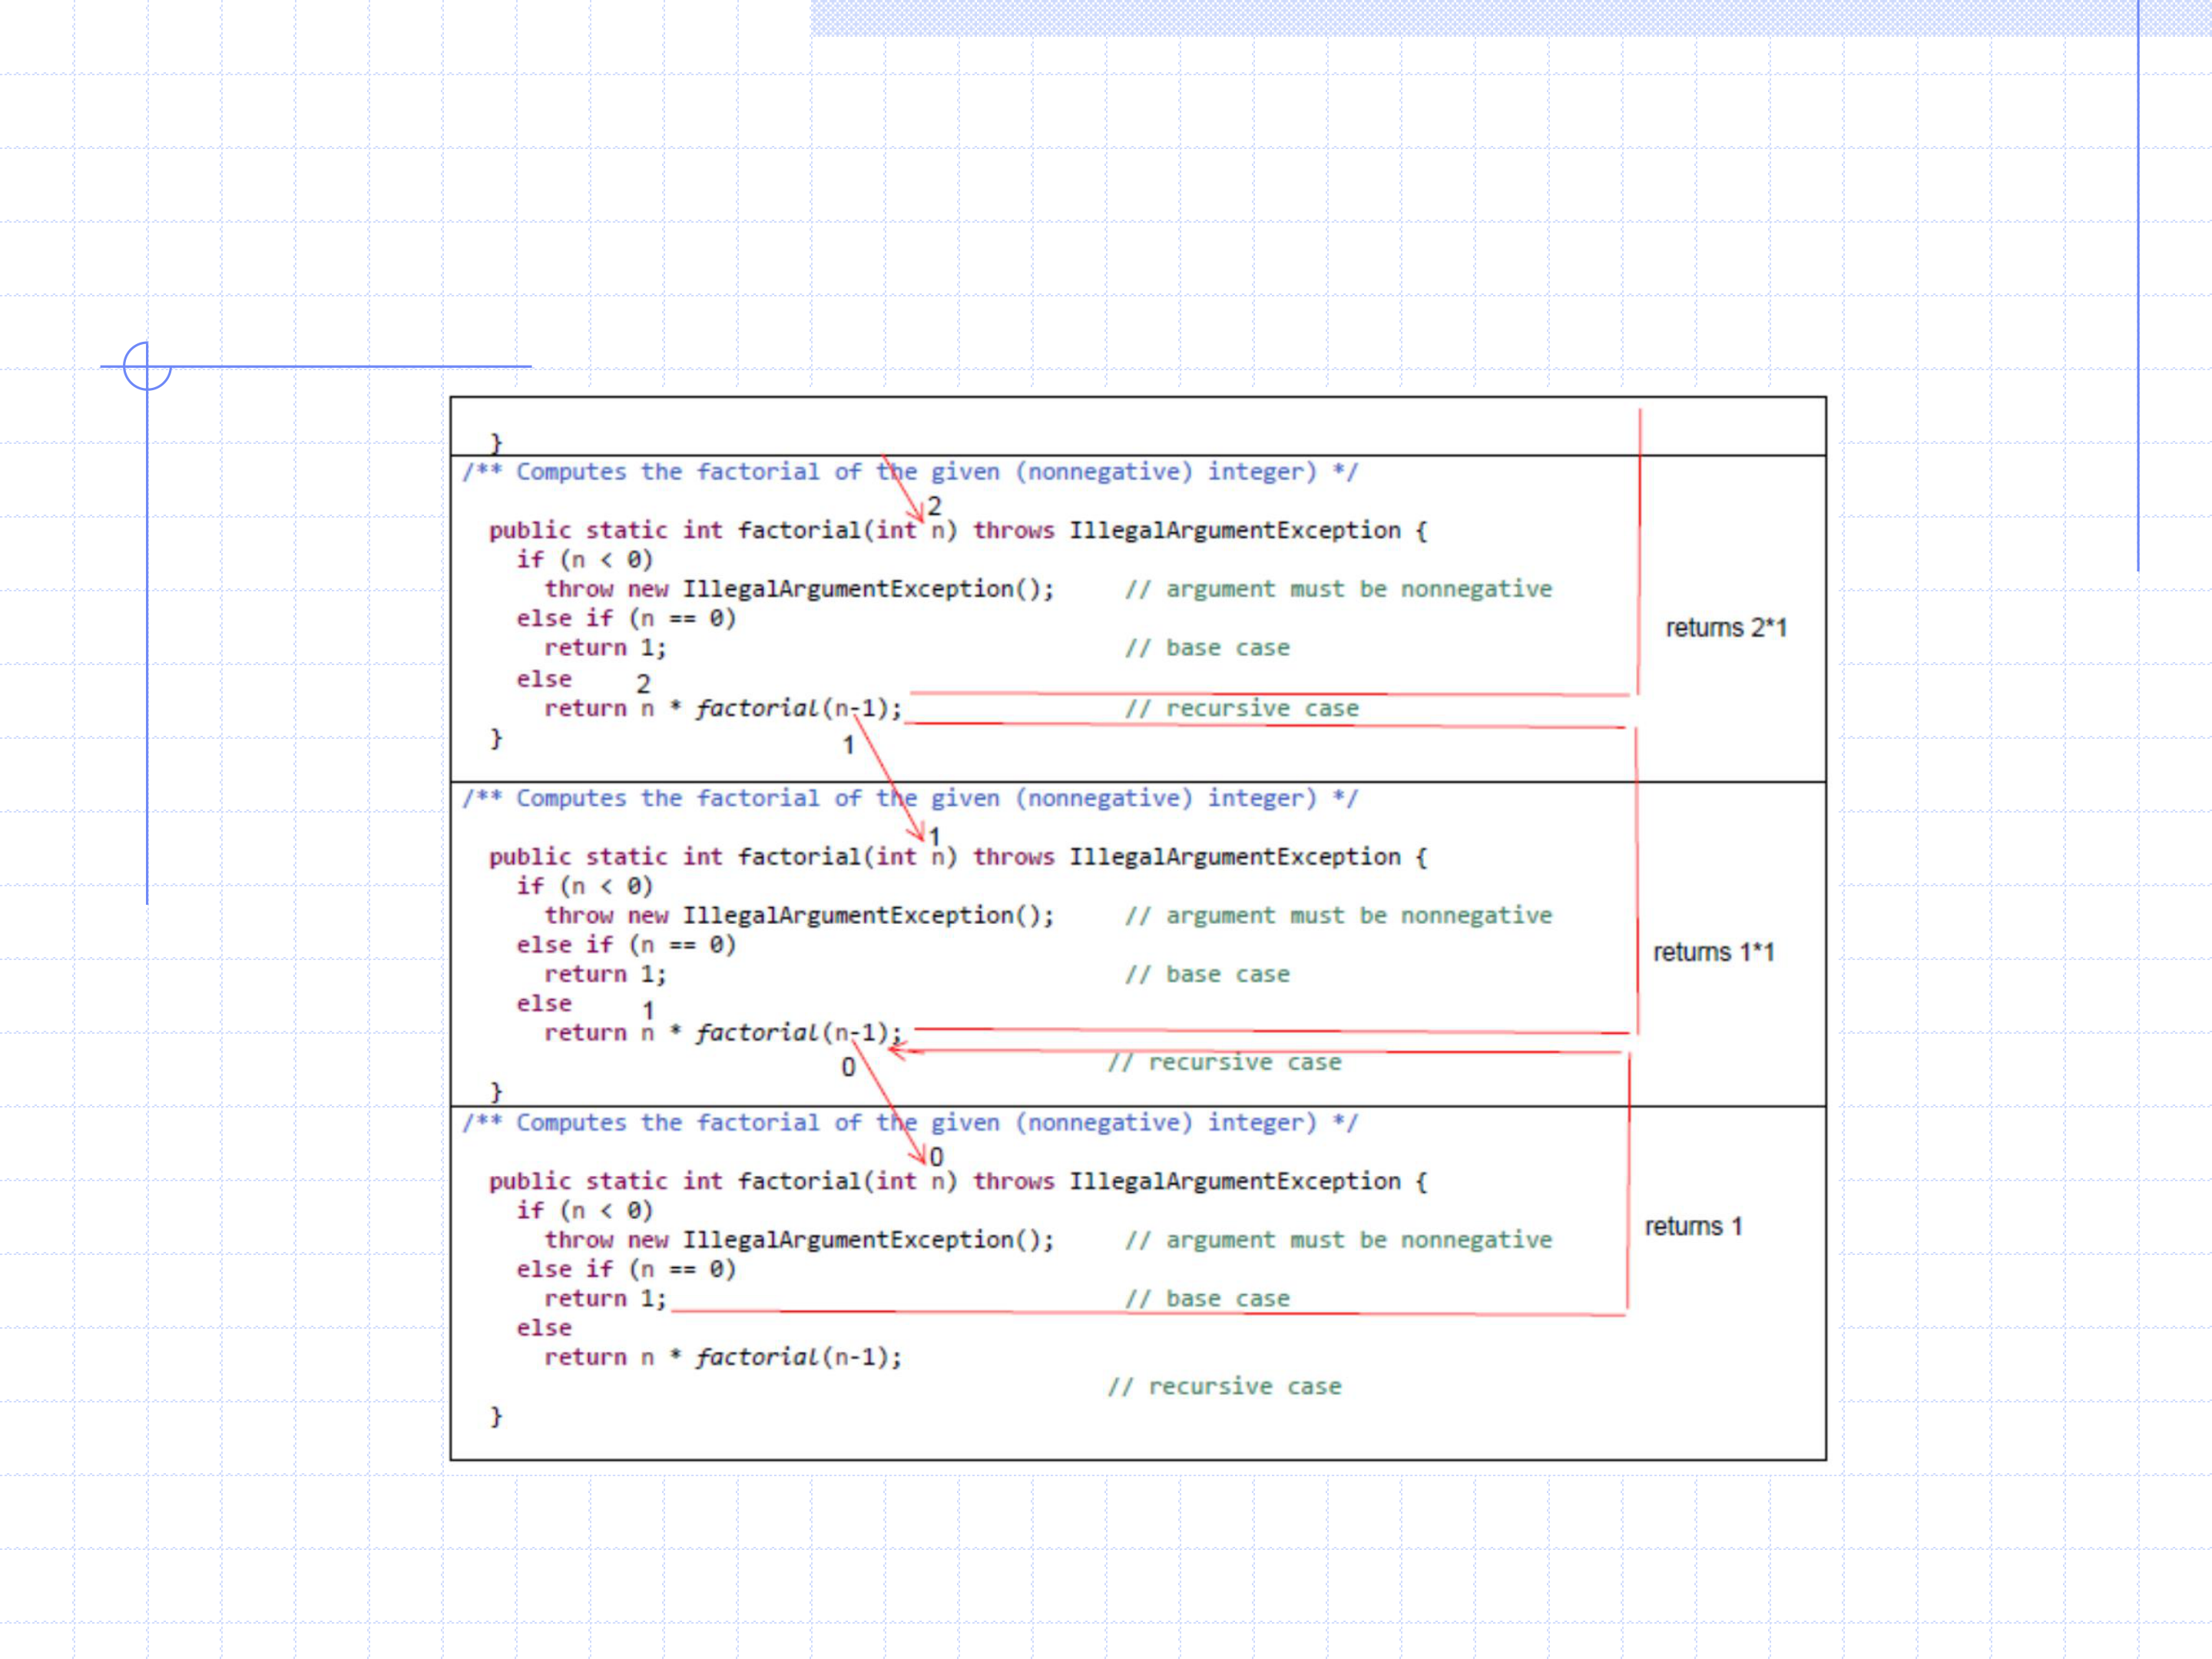 }
/** Computes the factorial of the given (nonnegative) integer) */
2
public static int factorial(int n) throws IllegalArgumentException {
if (n < 0)
throw new IllegalArgumentException(); // argument must be nonnegative
else if (n == 0)
returns 2*1
return 1; // base case
else 2
return n * factorial(n-1); // recursive case
} 1
/** Computes the factorial of the given (nonnegative) integer) */
1
public static int factorial(int n) throws IllegalArgumentException {
if (n < 0)
throw new IllegalArgumentException(); // argument must be nonnegative
else if (n == 0) returns 1*1
return 1; // base case
else 1
return n * factorial(n-1);
0 // recursive case
}
/** Computes the factorial of the given (nonnegative) integer) */
0
public static int factorial(int n) throws IllegalArgumentException {
if (n < 0) returns 1
throw new IllegalArgumentException(); // argument must be nonnegative
else if (n == 0)
return 1; // base case
else
return n * factorial(n-1);
// recursive case
}